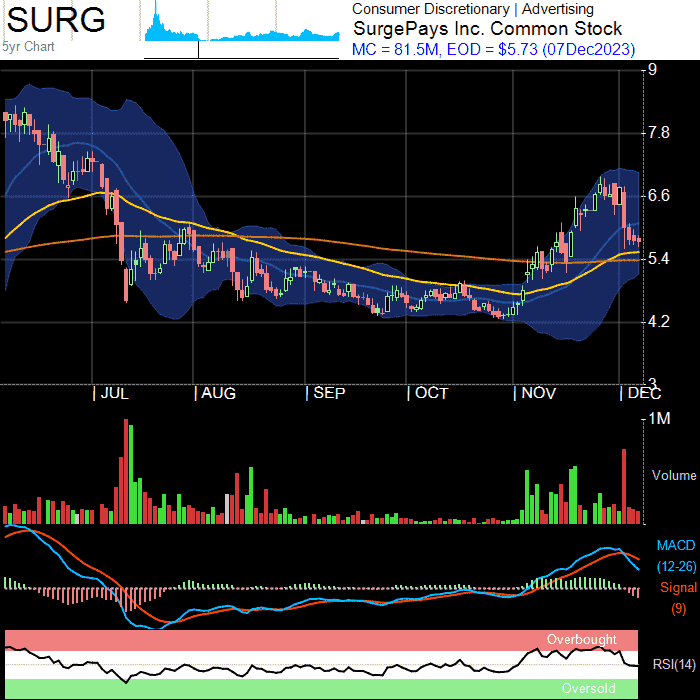 SURG
5yr Chart
Consumer Discretionary | Advertising
SurgePays Inc. Common Stock
MC = 81.5M, EOD = $5.73 (07Dec2023)
9
7.8
6.6
5.4
4.2
3
JUL AUG SEP OCT NOV DEC
1M
Volume
MACD
(12-26)
Signal
(9)
Overbought
RSI(14)
Oversold